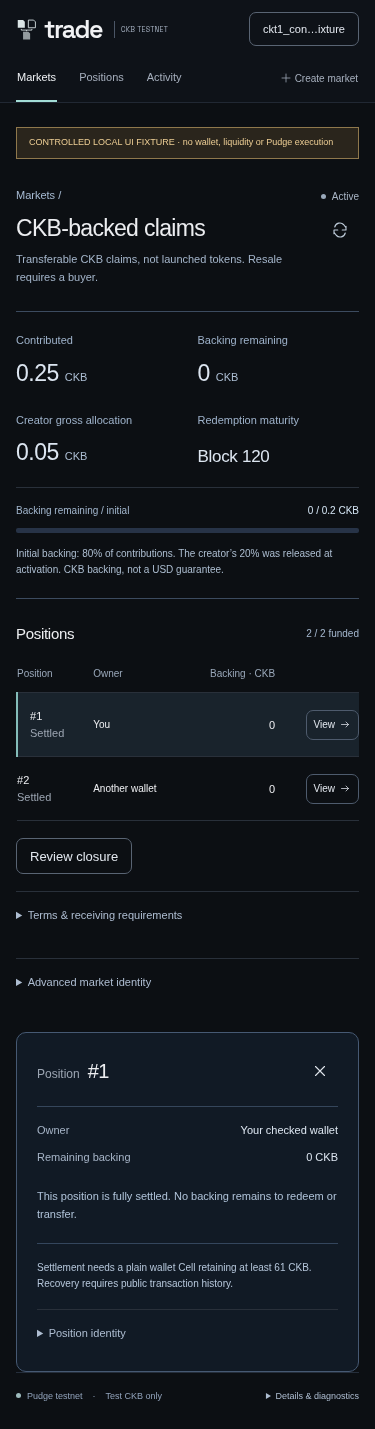 trade
CKB TESTNET
ckt1_con…ixture
Markets
Positions
Activity
Create market
CONTROLLED LOCAL UI FIXTURE · no wallet, liquidity or Pudge execution
Markets /
Active
CKB-backed claims
Transferable CKB claims, not launched tokens. Resale
requires a buyer.
Contributed
Backing remaining
0.25 CKB
0 CKB
Creator gross allocation
Redemption maturity
0.05 CKB
Block 120
Backing remaining / initial
0 / 0.2 CKB
Initial backing: 80% of contributions. The creator's 20% was released at
activation. CKB backing, not a USD guarantee.
Positions
2 / 2 funded
Position
Owner
Backing · CKB
#1
Settled
You
0
View →
#2
Settled
Another wallet
0
View →
Review closure
Terms & receiving requirements
Advanced market identity
Position #1
Owner
Your checked wallet
Remaining backing
0 CKB
This position is fully settled. No backing remains to redeem or
transfer.
Settlement needs a plain wallet Cell retaining at least 61 CKB.
Recovery requires public transaction history.
Position identity
Pudge testnet · Test CKB only
Details & diagnostics